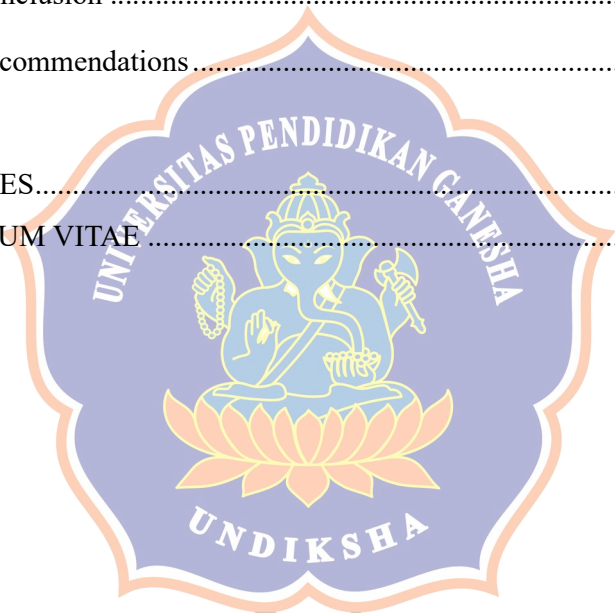 nclusion ................................................................
commendations ........................................................
ES..............................................................................
UM VITAE ................................................................
UNIVERSITAS PENDIDIKAN GANESHA
UNDIKSHA